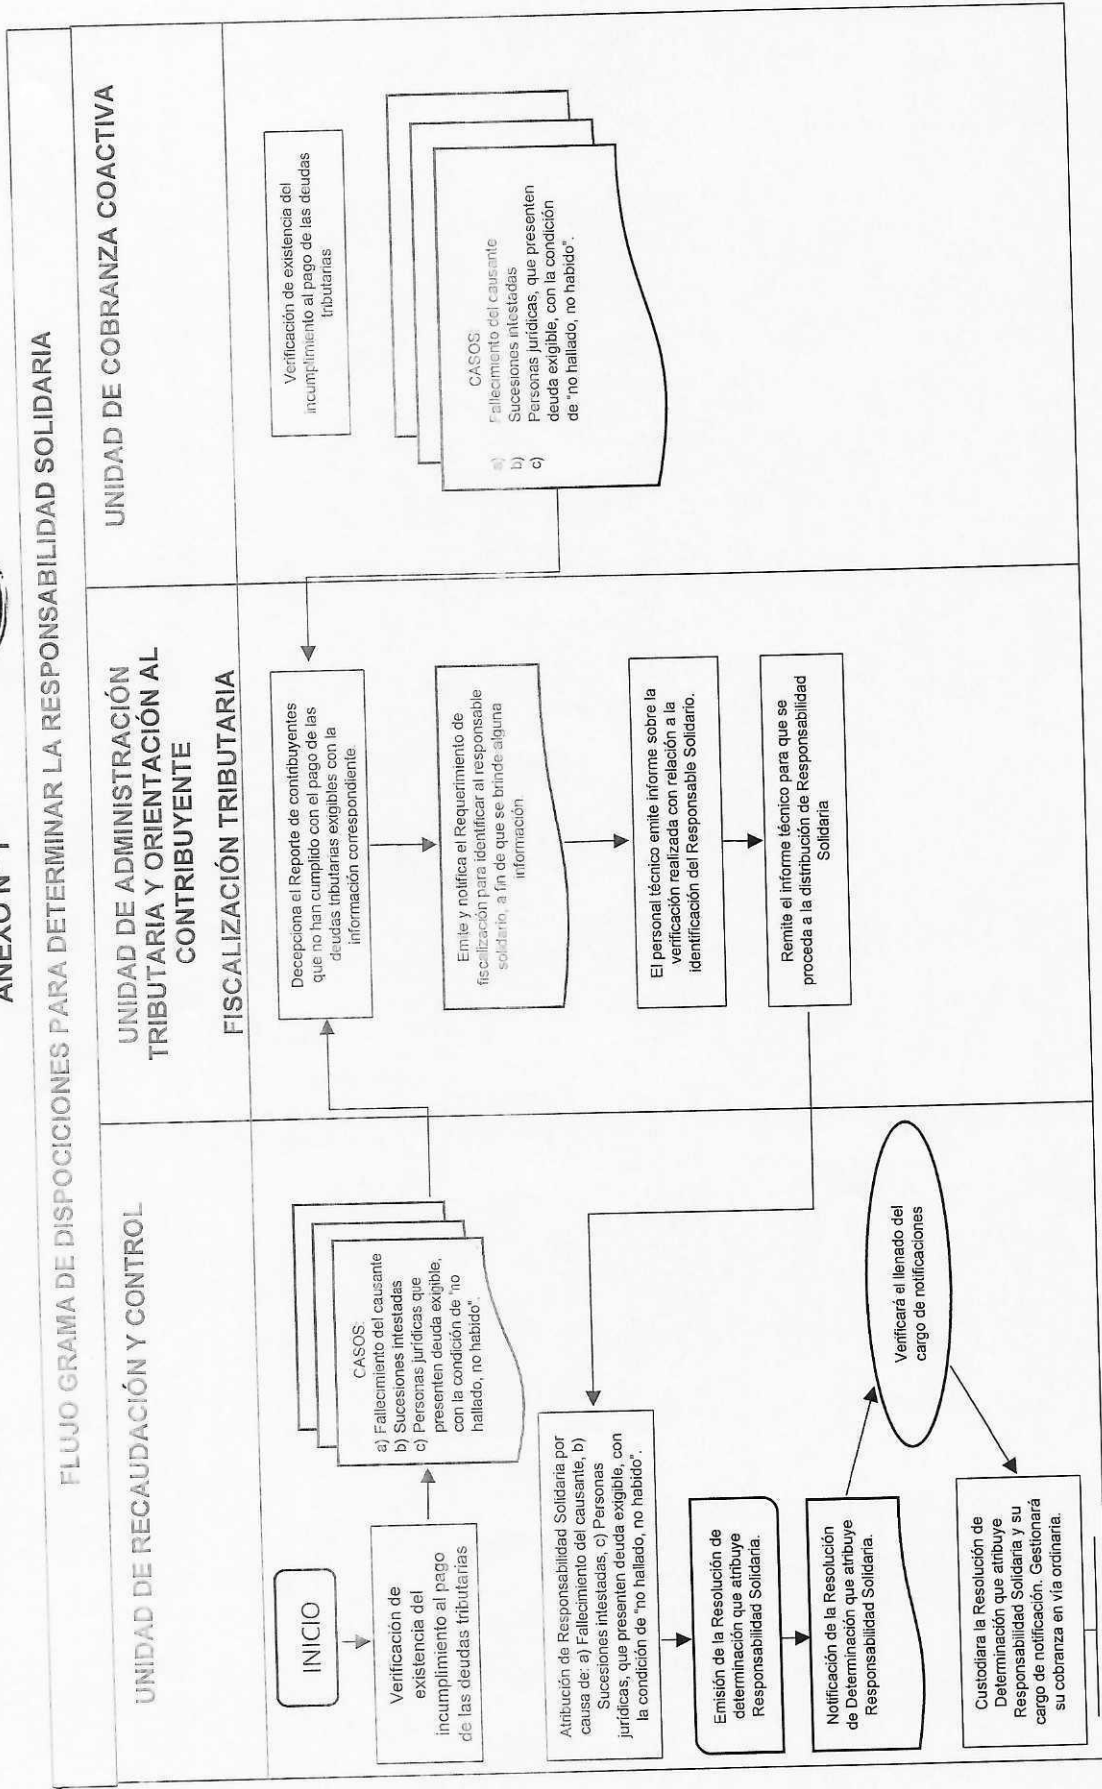 ANEXO N° 1
FLUJO GRAMA DE DISPOCICIONES PARA DETERMINAR LA RESPONSABILIDAD SOLIDARIA
UNIDAD DE RECAUDACIÓN Y CONTROL
INICIO
Verificación de
existencia del
incumplimiento al pago
de las deudas tributarias
CASOS:
a) Fallecimiento del causante
b) Sucesiones intestadas
c) Personas jurídicas que
presenten deuda exigible,
con la condición de "no
hallado, no habido".
Atribución de Responsabilidad Solidaria por
causa de: a) Fallecimiento del causante, b)
Sucesiones intestadas, c) Personas
jurídicas, que presenten deuda exigible, con
la condición de "no hallado, no habido".
Emisión de la Resolución de
determinación que atribuye
Responsabilidad Solidaria.
Notificación de la Resolución
de Determinación que atribuye
Responsabilidad Solidaria.
Verificará el llenado del
cargo de notificaciones
Custodiara la Resolución de
Determinación que atribuye
Responsabilidad Solidaria y su
cargo de notificación. Gestionará
su cobranza en vía ordinaria.
UNIDAD DE ADMINISTRACIÓN
TRIBUTARIA Y ORIENTACIÓN AL
CONTRIBUYENTE
FISCALIZACIÓN TRIBUTARIA
Decepciona el Reporte de contribuyentes
que no han cumplido con el pago de las
deudas tributarias exigibles con la
información correspondiente.
Emite y notifica el Requerimiento de
fiscalización para identificar al responsable
solidario, a fin de que se brinde alguna
información.
El personal técnico emite informe sobre la
verificación realizada con relación a la
identificación del Responsable Solidario.
Remite el informe técnico para que se
proceda a la distribución de Responsabilidad
Solidaria
UNIDAD DE COBRANZA COACTIVA
Verificación de existencia del
incumplimiento al pago de las deudas
tributarias
CASOS
a) Fallecimiento del causante
b) Sucesiones intestadas
c) Personas jurídicas, que presenten
deuda exigible, con la condición
de "no hallado, no habido".